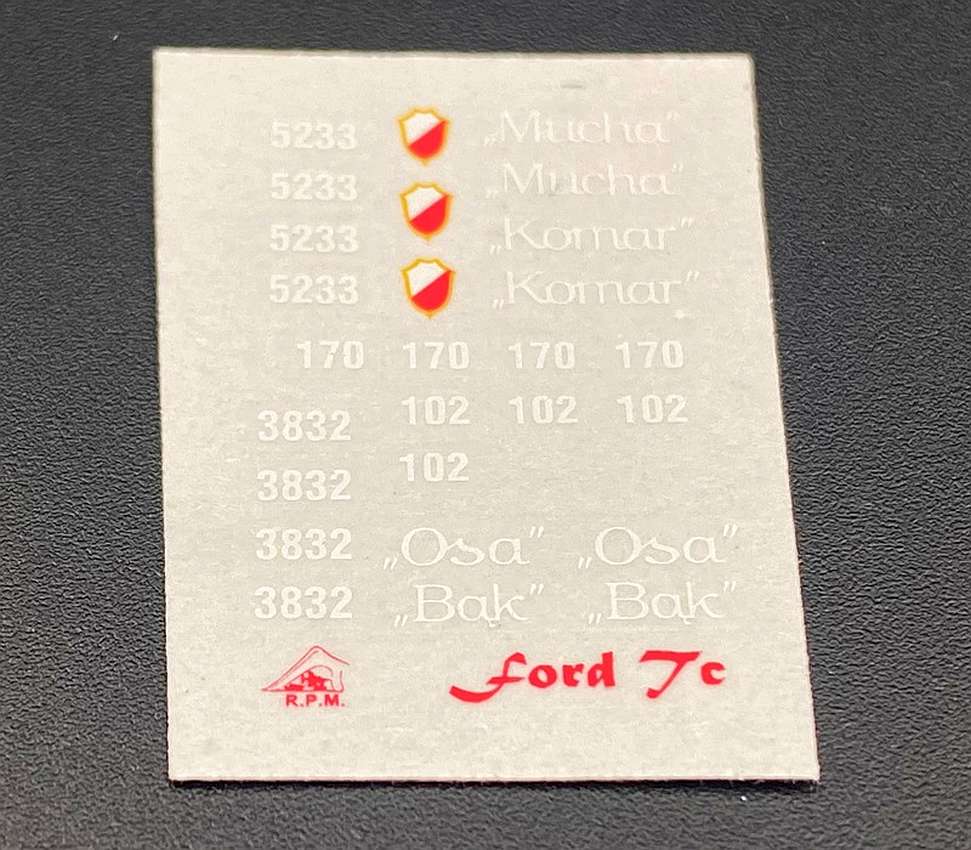 5233 „Mucha”
5233 „Mucha”
5233 „Komar”
5233 „Komar”
170 170 170 170
3832 102 102 102
3832 102
3832 „Osa” „Osa”
3832 „Bąk” „Bąk”
R.P.M. Ford Tc